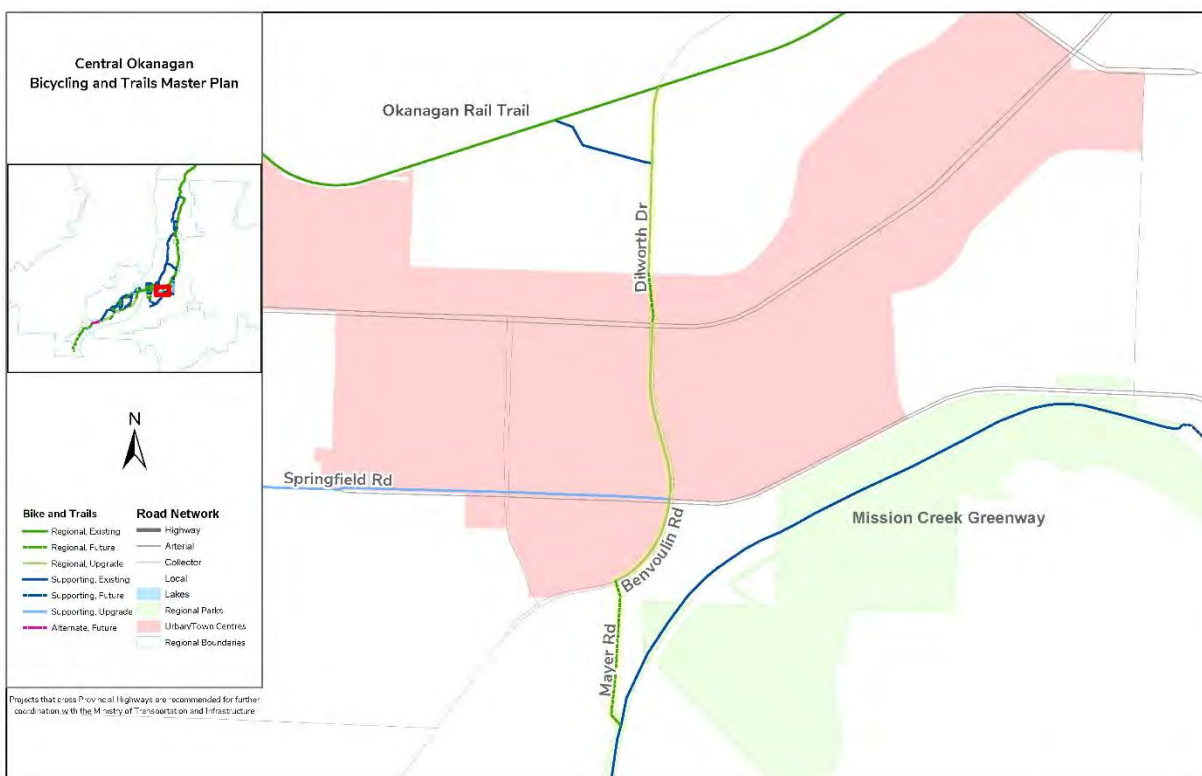 Central Okanagan
Bicycling and Trails Master Plan
N
Bike and Trails
Regional, Existing
Regional, Future
Regional, Upgrade
Supporting, Existing
Supporting, Future
Supporting, Upgrade
Alternate, Future
Road Network
Highway
Arterial
Collector
Local
Lakes
Regional Parks
Urban/Town Centres
Regional Boundaries
Projects that cross Provincial Highways are recommended for further
coordination with the Ministry of Transportation and Infrastructure
Okanagan Rail Trail
Dilworth Dr
Springfield Rd
Benvoulin Rd
Mission Creek Greenway
Mayer Rd